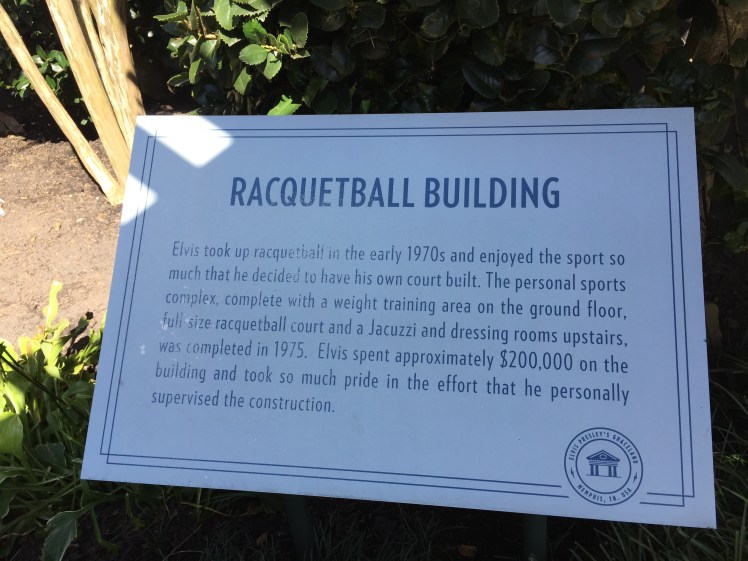 RACQUETBALL BUILDING
Elvis took up racquetball in the early 1970s and enjoyed the sport so
much that he decided to have his own court built. The personal sports
complex, complete with a weight training area on the ground floor,
full size racquetball court and a Jacuzzi and dressing rooms upstairs,
was completed in 1975. Elvis spent approximately $200,000 on the
building and took so much pride in the effort that he personally
supervised the construction.
ELVIS PRESLEY'S GRACELAND
MEMPHIS, TN. USA